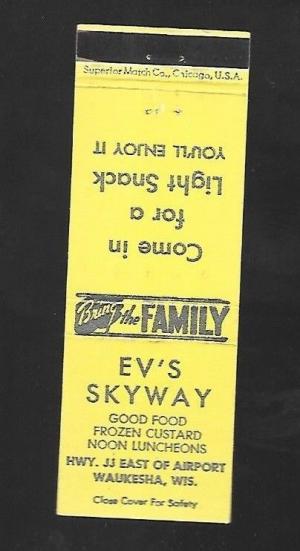 Superior Match Co., Chicago, U.S.A.
Come in
for a
Light Snack
YOU'LL ENJOY IT
Bring the FAMILY
EV'S
SKYWAY
GOOD FOOD
FROZEN CUSTARD
NOON LUNCHEONS
HWY. JJ EAST OF AIRPORT
WAUKESHA, WIS.
Close Cover For Safety